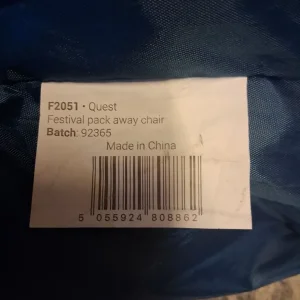 F2051 • Quest
Festival pack away chair
Batch: 92365
Made in China
5 055924 808862